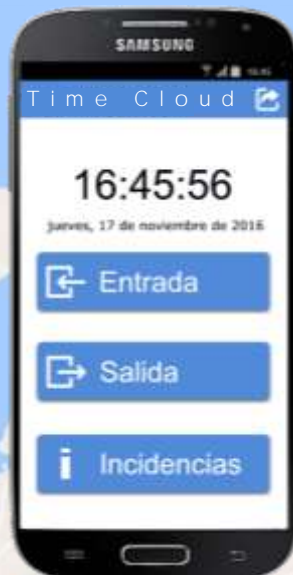 SAMSUNG
Time Cloud
16:45:56
jueves, 17 de noviembre de 2016
Entrada
Salida
Incidencias